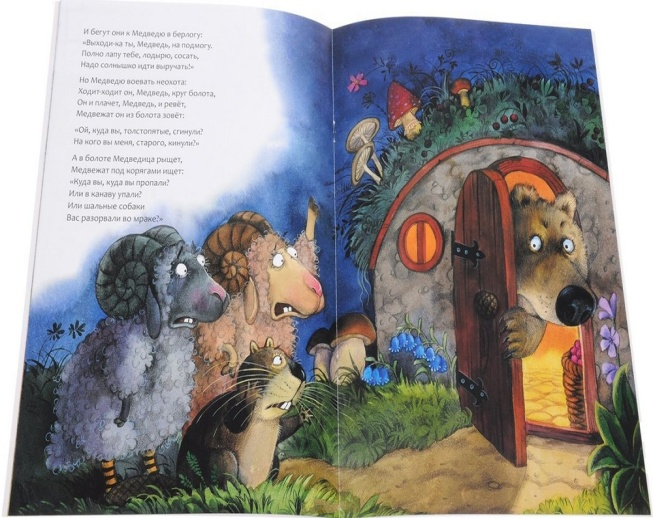 И бегут они к Медведю в берлогу:
«Выходи-ка ты, Медведь, на подмогу.
Полно лапу тебе, лодырю, сосать,
Надо солнышко идти выручать!»
Но Медведю воевать неохота:
Ходит-ходит он, Медведь, круг болота,
Он и плачет, Медведь, и ревёт,
Медвежат он из болота зовёт:
«Ой, куда вы, толстопятые, сгинули?
На кого вы меня, старого, кинули?»
А в болоте Медведица рыщет,
Медвежат под корягами ищет:
«Куда вы, куда вы пропали?
Или в канаву упали?
Или шальные собаки
Вас разорвали во мраке?»